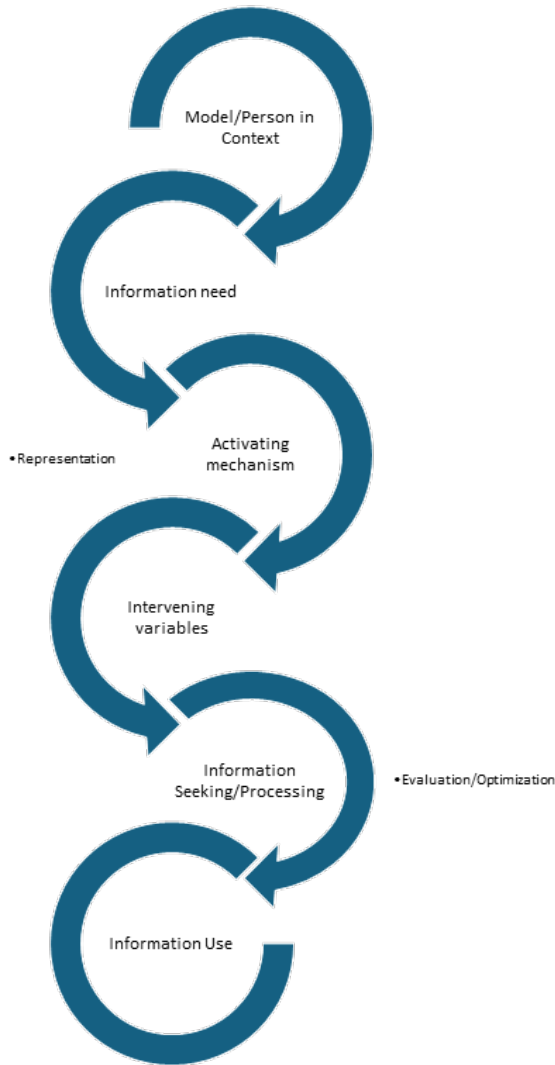 Model/Person in
Context
Information need
Activating
mechanism
•Representation
Intervening
variables
Information
Seeking/Processing
•Evaluation/Optimization
Information Use